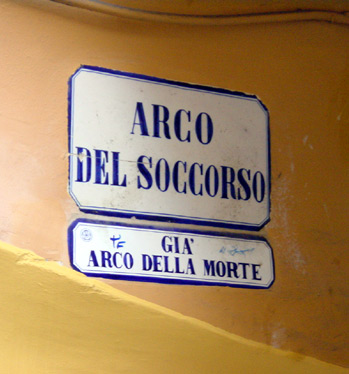 ARCO
DEL SOCCORSO
GIA'
ARCO DELLA MORTE